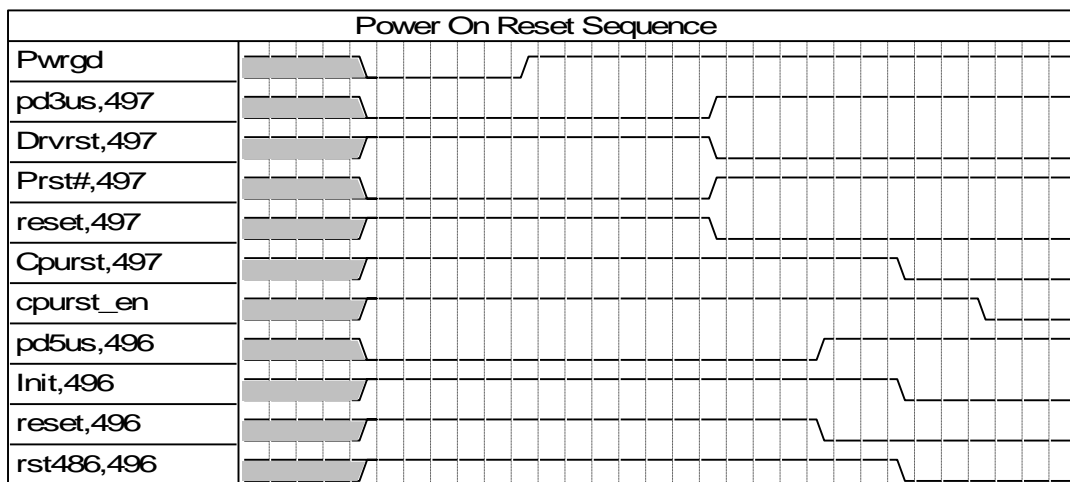 Power On Reset Sequence
Pwrgd
pd3us,497
Drvrst,497
Prst#,497
reset,497
Cpurst,497
cpurst_en
pd5us,496
Init,496
reset,496
rst486,496